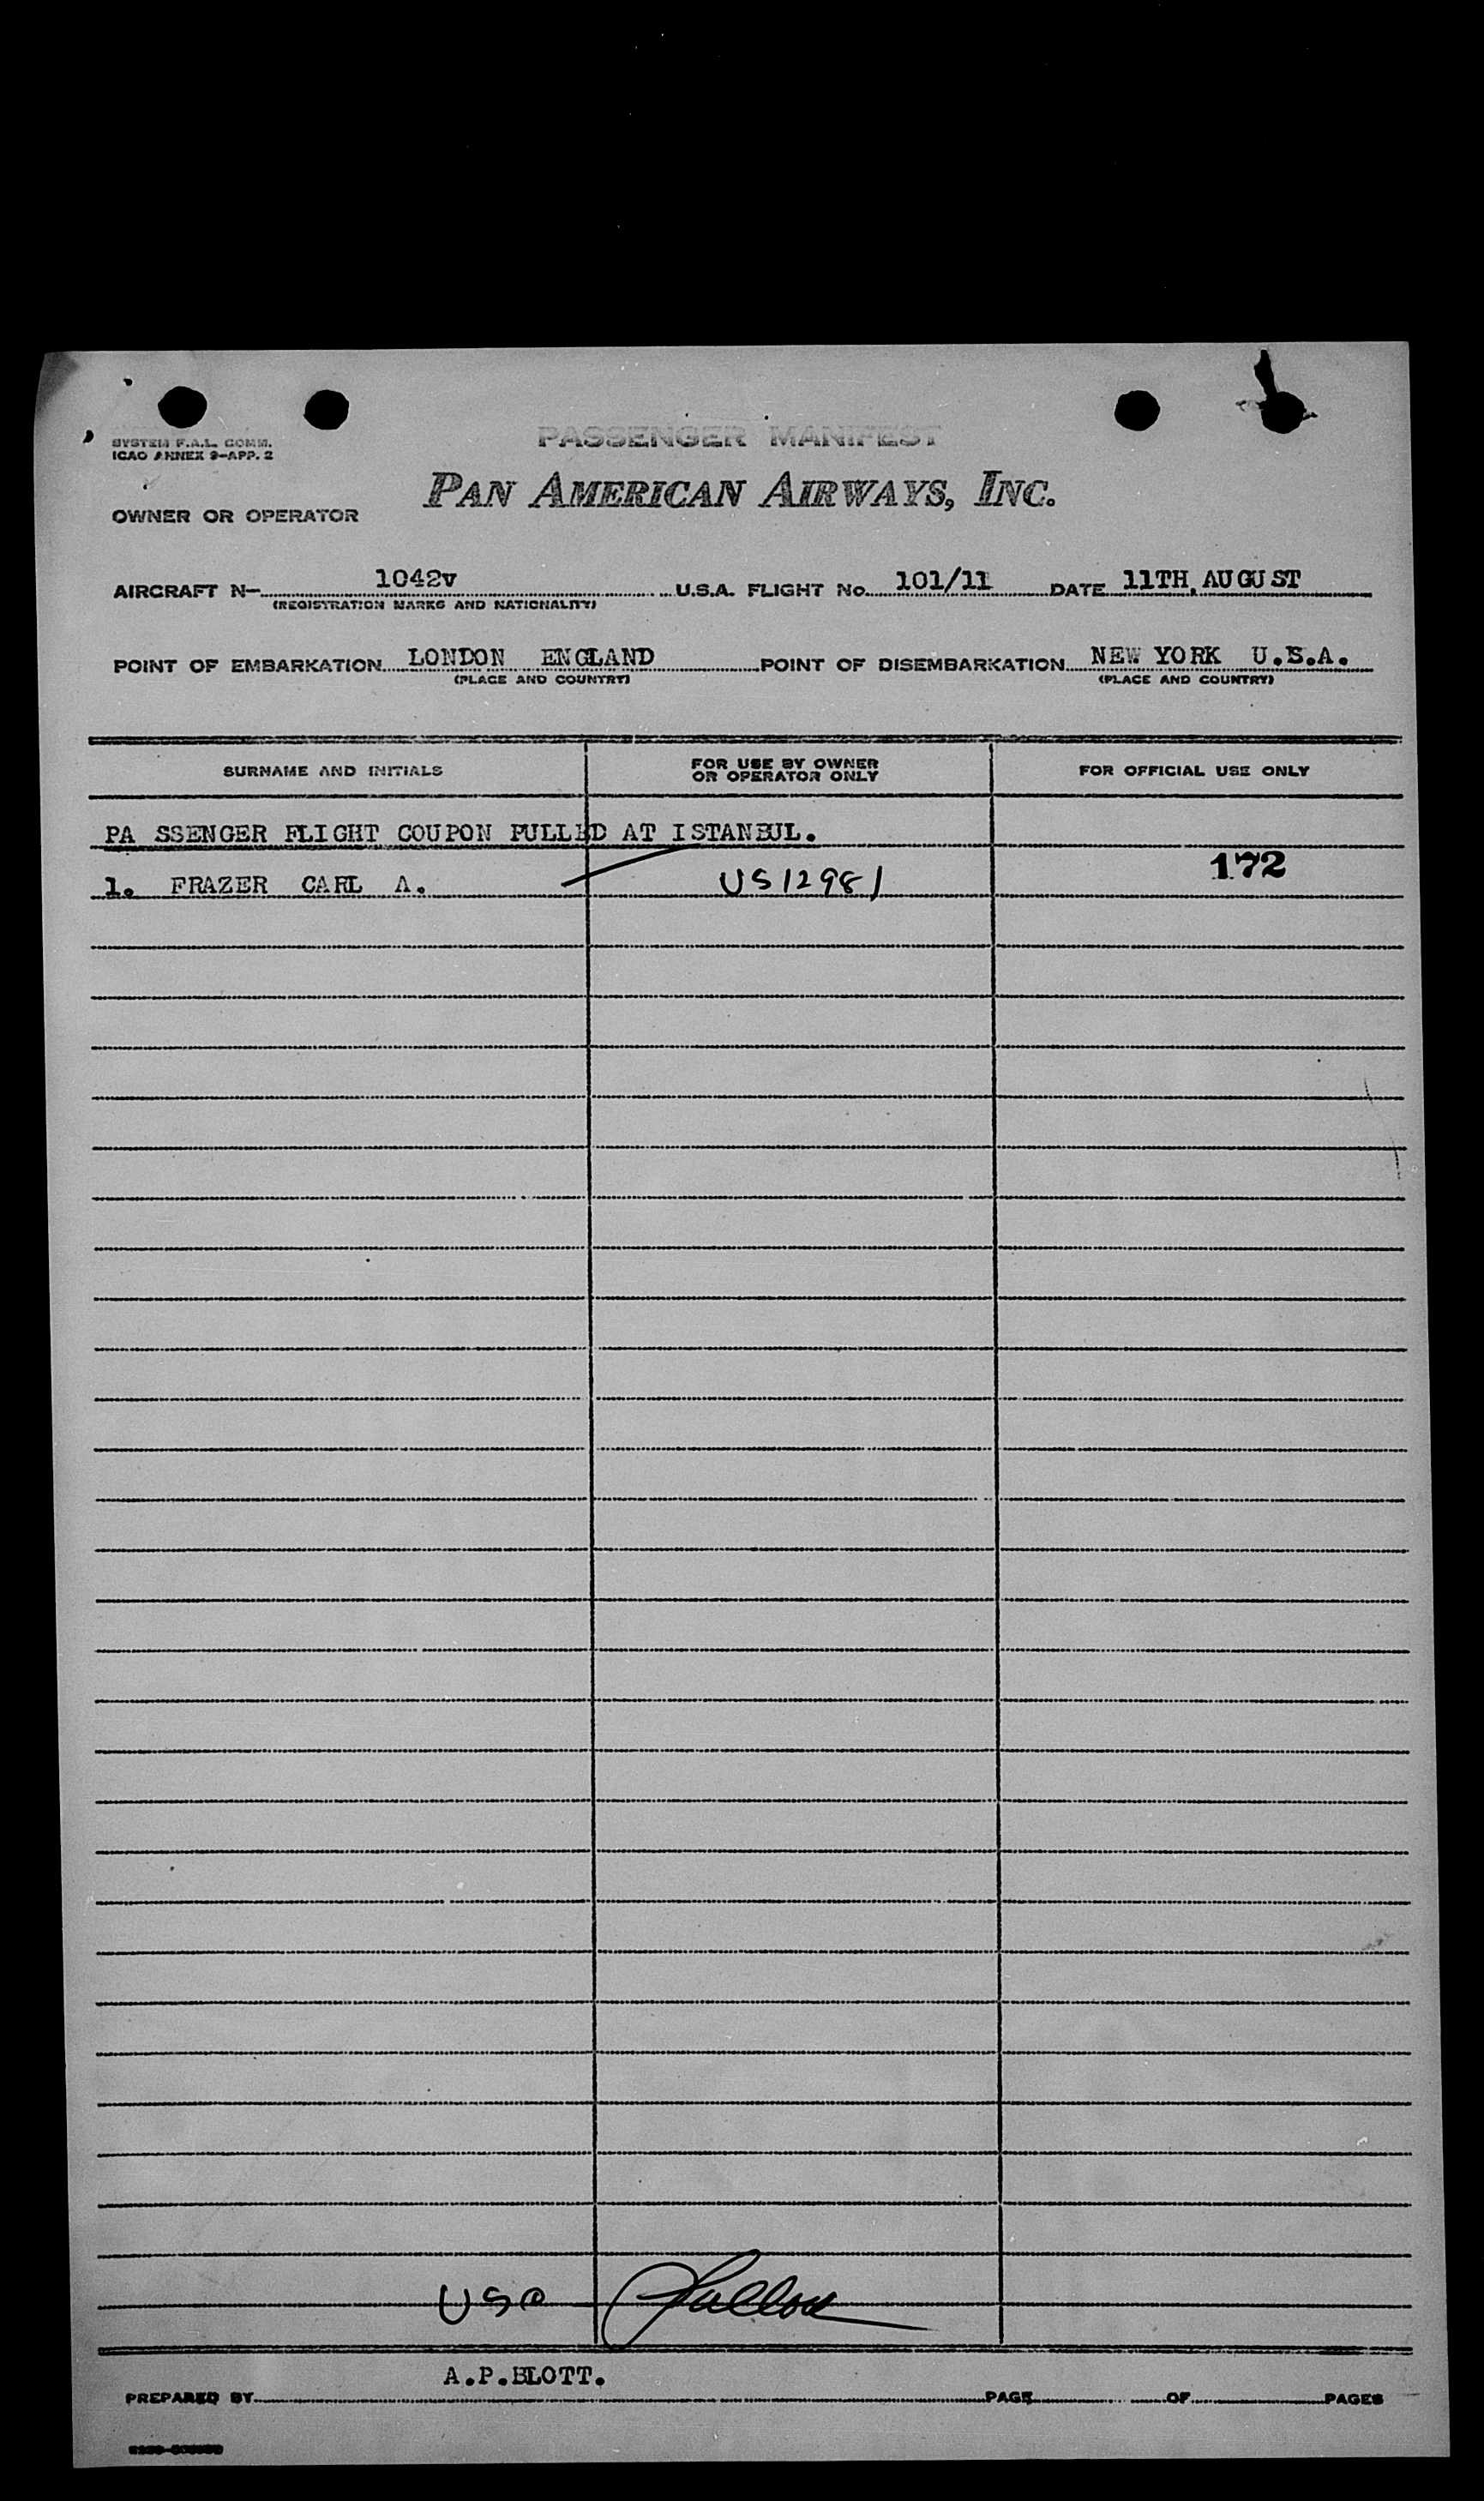 SYSTEM F.A.L. COMM.
ICAO ANNEX 9-APP. 2
PASSENGER MANIFEST
PAN AMERICAN AIRWAYS, INC.
OWNER OR OPERATOR
AIRCRAFT N- 1042v U.S.A. FLIGHT No. 101/11 DATE 11TH, AUGUST
(REGISTRATION MARKS AND NATIONALITY)
POINT OF EMBARKATION LONDON ENGLAND POINT OF DISEMBARKATION NEW YORK U.S.A.
(PLACE AND COUNTRY) (PLACE AND COUNTRY)
SURNAME AND INITIALS FOR USE BY OWNER OR OPERATOR ONLY FOR OFFICIAL USE ONLY
PA SSENGER FLIGHT COUPON PULLED AT ISTANBUL.
1. FRAZER CARL A. US12981 172
A.P.BLOTT.
PREPARED BY PAGE OF PAGES